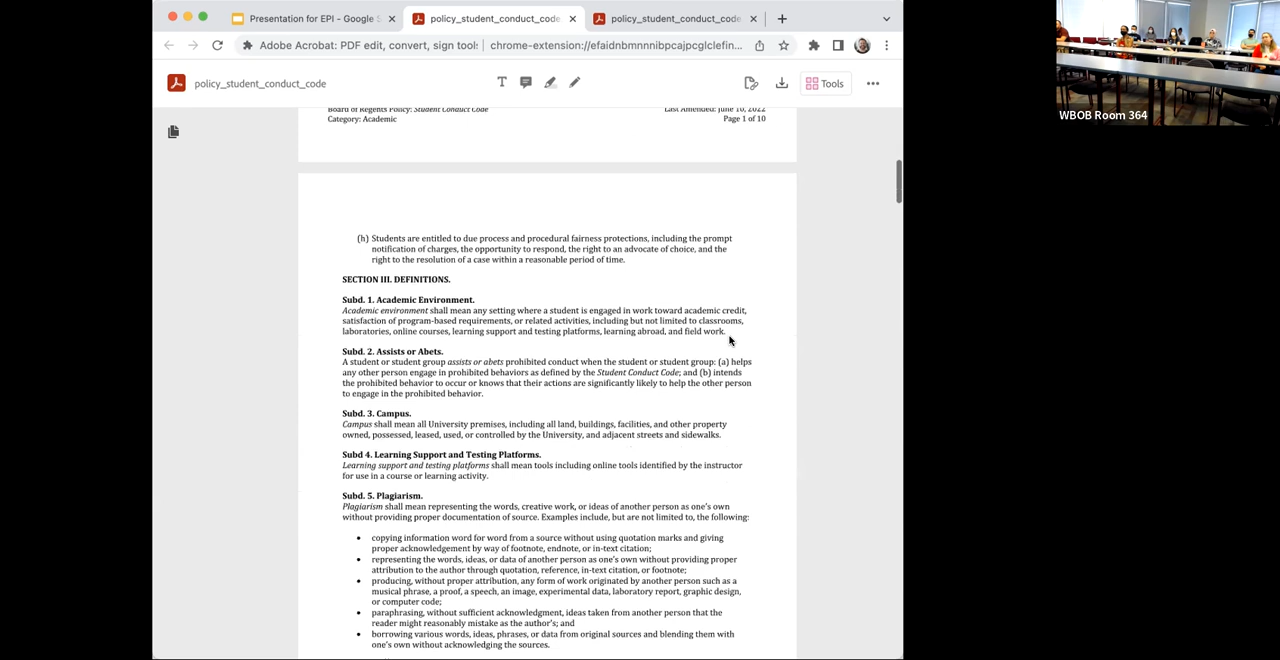 Presentation for EPI - Google S
policy_student_conduct_code
policy_student_conduct_code
Adobe Acrobat: PDF edit, convert, sign tools
chrome-extension://efaidnbmnnnibpcajpcglclefin...
policy_student_conduct_code
Tools
WBOB Room 364
Board of Regents Policy: Student Conduct Code
Last Amended: June 10, 2022
Category: Academic
Page 1 of 10
(h) Students are entitled to due process and procedural fairness protections, including the prompt
notification of charges, the opportunity to respond, the right to an advocate of choice, and the
right to the resolution of a case within a reasonable period of time.
SECTION III. DEFINITIONS.
Subd. 1. Academic Environment.
Academic environment shall mean any setting where a student is engaged in work toward academic credit,
satisfaction of program-based requirements, or related activities, including but not limited to classrooms,
laboratories, online courses, learning support and testing platforms, learning abroad, and field work.
Subd. 2. Assists or Abets.
A student or student group assists or abets prohibited conduct when the student or student group: (a) helps
any other person engage in prohibited behaviors as defined by the Student Conduct Code; and (b) intends
the prohibited behavior to occur or knows that their actions are significantly likely to help the other person
to engage in the prohibited behavior.
Subd. 3. Campus.
Campus shall mean all University premises, including all land, buildings, facilities, and other property
owned, possessed, leased, used, or controlled by the University, and adjacent streets and sidewalks.
Subd 4. Learning Support and Testing Platforms.
Learning support and testing platforms shall mean tools including online tools identified by the instructor
for use in a course or learning activity.
Subd. 5. Plagiarism.
Plagiarism shall mean representing the words, creative work, or ideas of another person as one's own
without providing proper documentation of source. Examples include, but are not limited to, the following:
• copying information word for word from a source without using quotation marks and giving
proper acknowledgement by way of footnote, endnote, or in-text citation;
• representing the words, ideas, or data of another person as one's own without providing proper
attribution to the author through quotation, reference, in-text citation, or footnote;
• producing, without proper attribution, any form of work originated by another person such as a
musical phrase, a proof, a speech, an image, experimental data, laboratory report, graphic design,
or computer code;
• paraphrasing, without sufficient acknowledgment, ideas taken from another person that the
reader might reasonably mistake as the author's; and
• borrowing various words, ideas, phrases, or data from original sources and blending them with
one's own without acknowledging the sources.